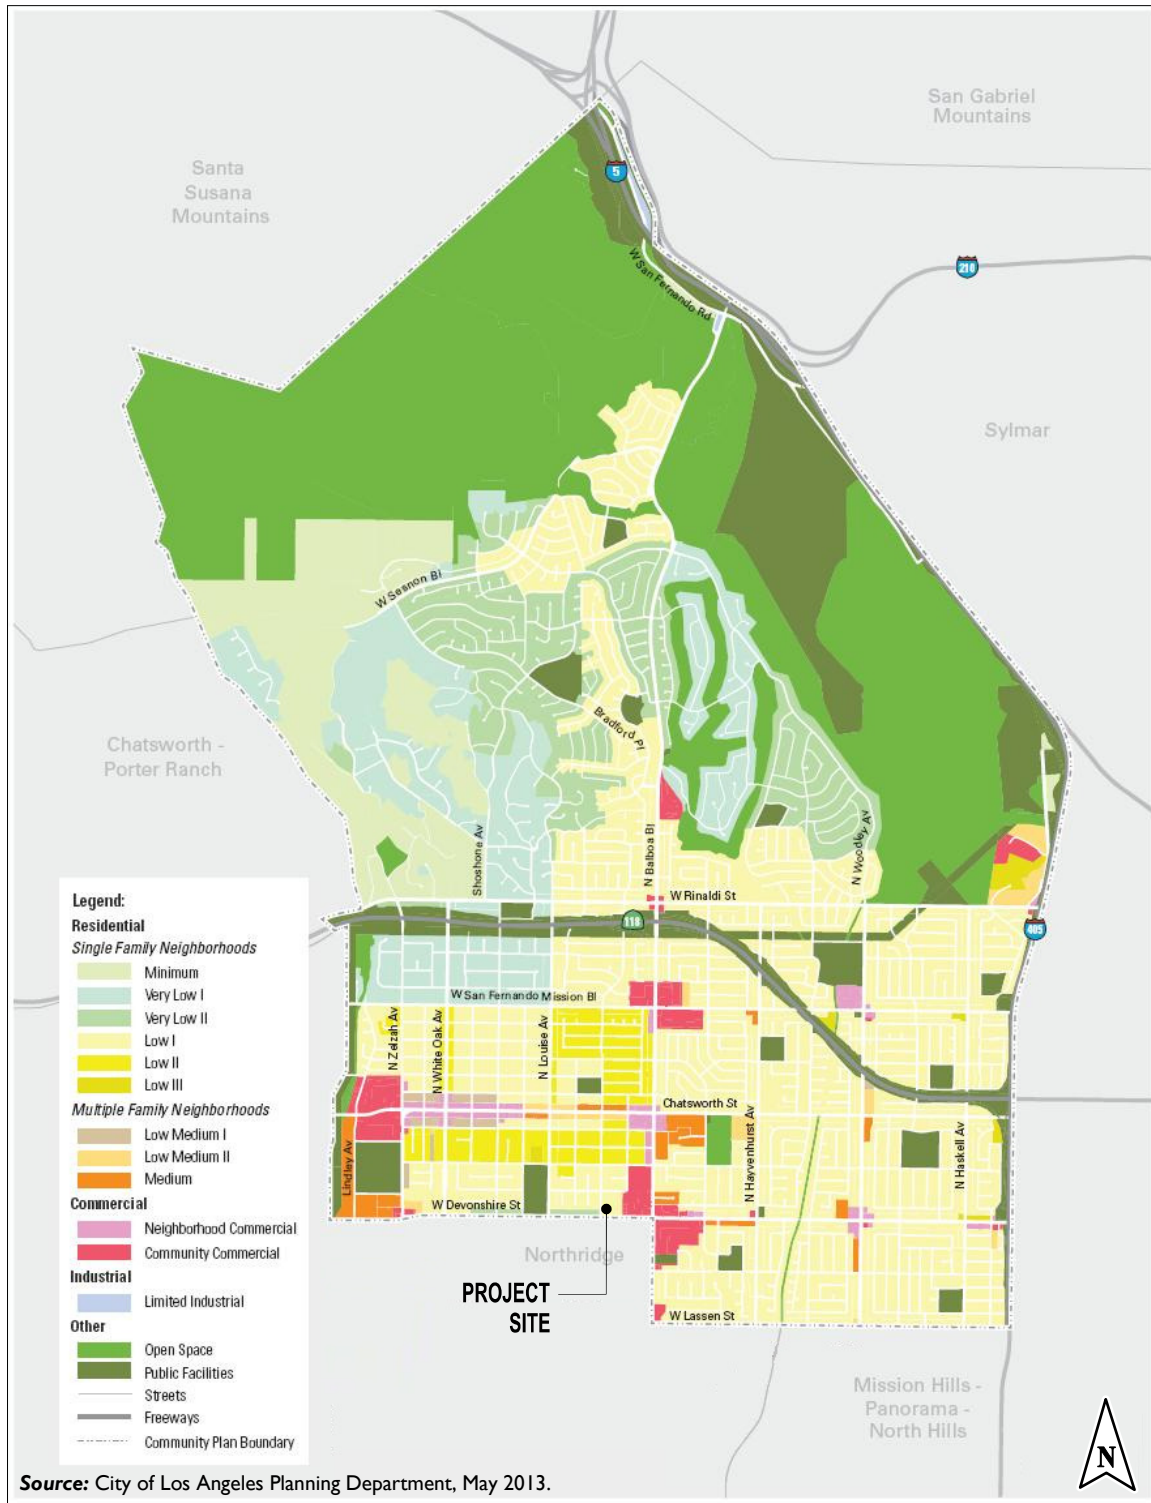 San Gabriel
Mountains
Santa
Susana
Mountains
5
210
W San Fernando Rd
Sylmar
W Sesnon Bl
Bradford Pl
Chatsworth -
Porter Ranch
Shoshone Av
N Balboa Bl
N Woodley Av
W Rinaldi St
118
405
W San Fernando Mission Bl
N Zelzah Av
N White Oak Av
N Louise Av
Chatsworth St
N Hayvenhurst Av
N Haskell Av
Lindley Av
W Devonshire St
Northridge
PROJECT
SITE
W Lassen St
Mission Hills -
Panorama -
North Hills
N
Legend:
Residential
Single Family Neighborhoods
Minimum
Very Low I
Very Low II
Low I
Low II
Low III
Multiple Family Neighborhoods
Low Medium I
Low Medium II
Medium
Commercial
Neighborhood Commercial
Community Commercial
Industrial
Limited Industrial
Other
Open Space
Public Facilities
Streets
Freeways
Community Plan Boundary
Source: City of Los Angeles Planning Department, May 2013.